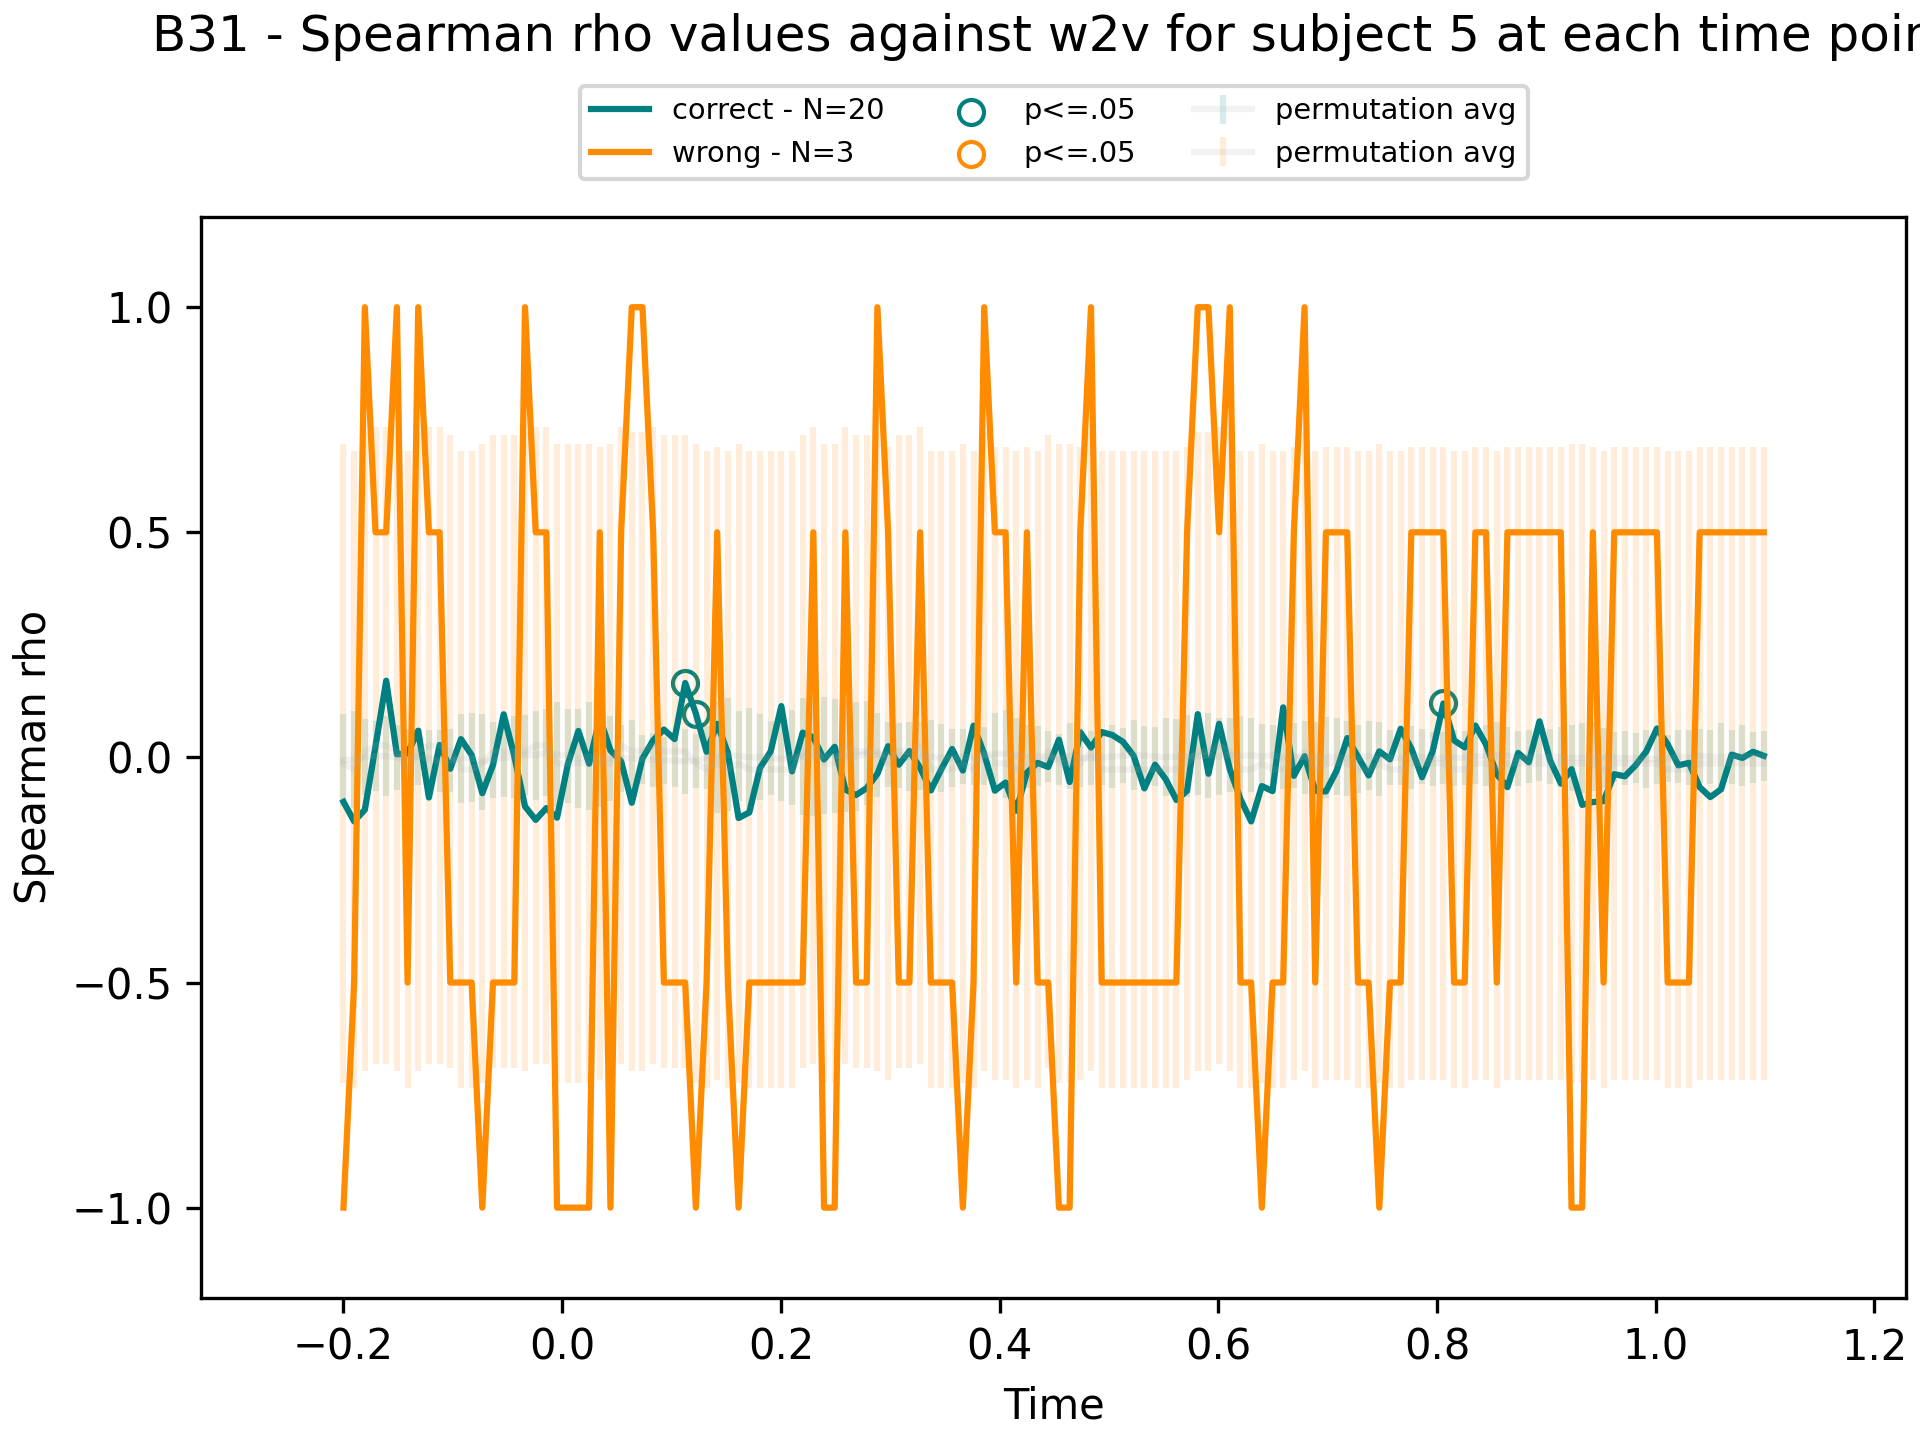 B31 - Spearman rho values against w2v for subject 5 at each time
correct - N=20
wrong - N=3
p<=.05
p<=.05
permutation avg
permutation avg
Spearman rho
1.0
0.5
0.0
−0.5
−1.0
−0.2 0.0 0.2 0.4 0.6 0.8 1.0 1.2
Time